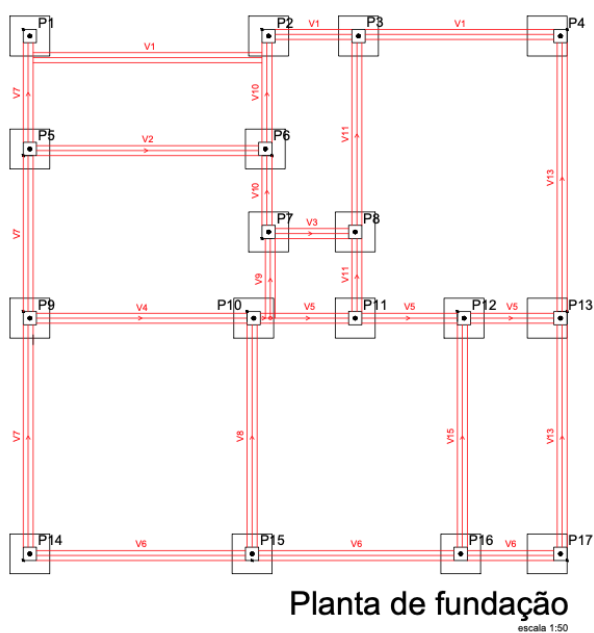 P1
P2
V1
P3
V1
P4
V1
V7
V10
V11
V13
P5
V2
P6
V7
V10
P7
V3
P8
V9
V11
P9
V4
P10
V5
P11
V5
P12
V5
P13
V7
V8
V15
V13
P14
V6
P15
V6
P16
V6
P17
Planta de fundação
escala 1:50